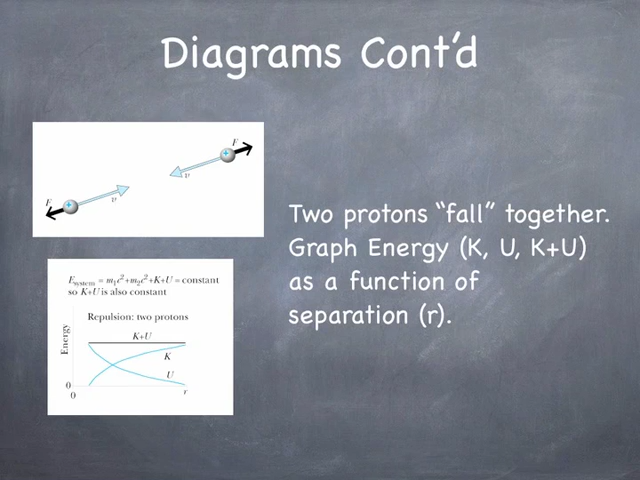 Diagrams Cont'd
F
v
F
v
Two protons “fall” together.
Graph Energy (K, U, K+U)
as a function of
separation (r).
Esystem = m1c²+m2c²+K+U = constant
so K+U is also constant
Repulsion: two protons
K+U
Energy
K
U
0
r
0